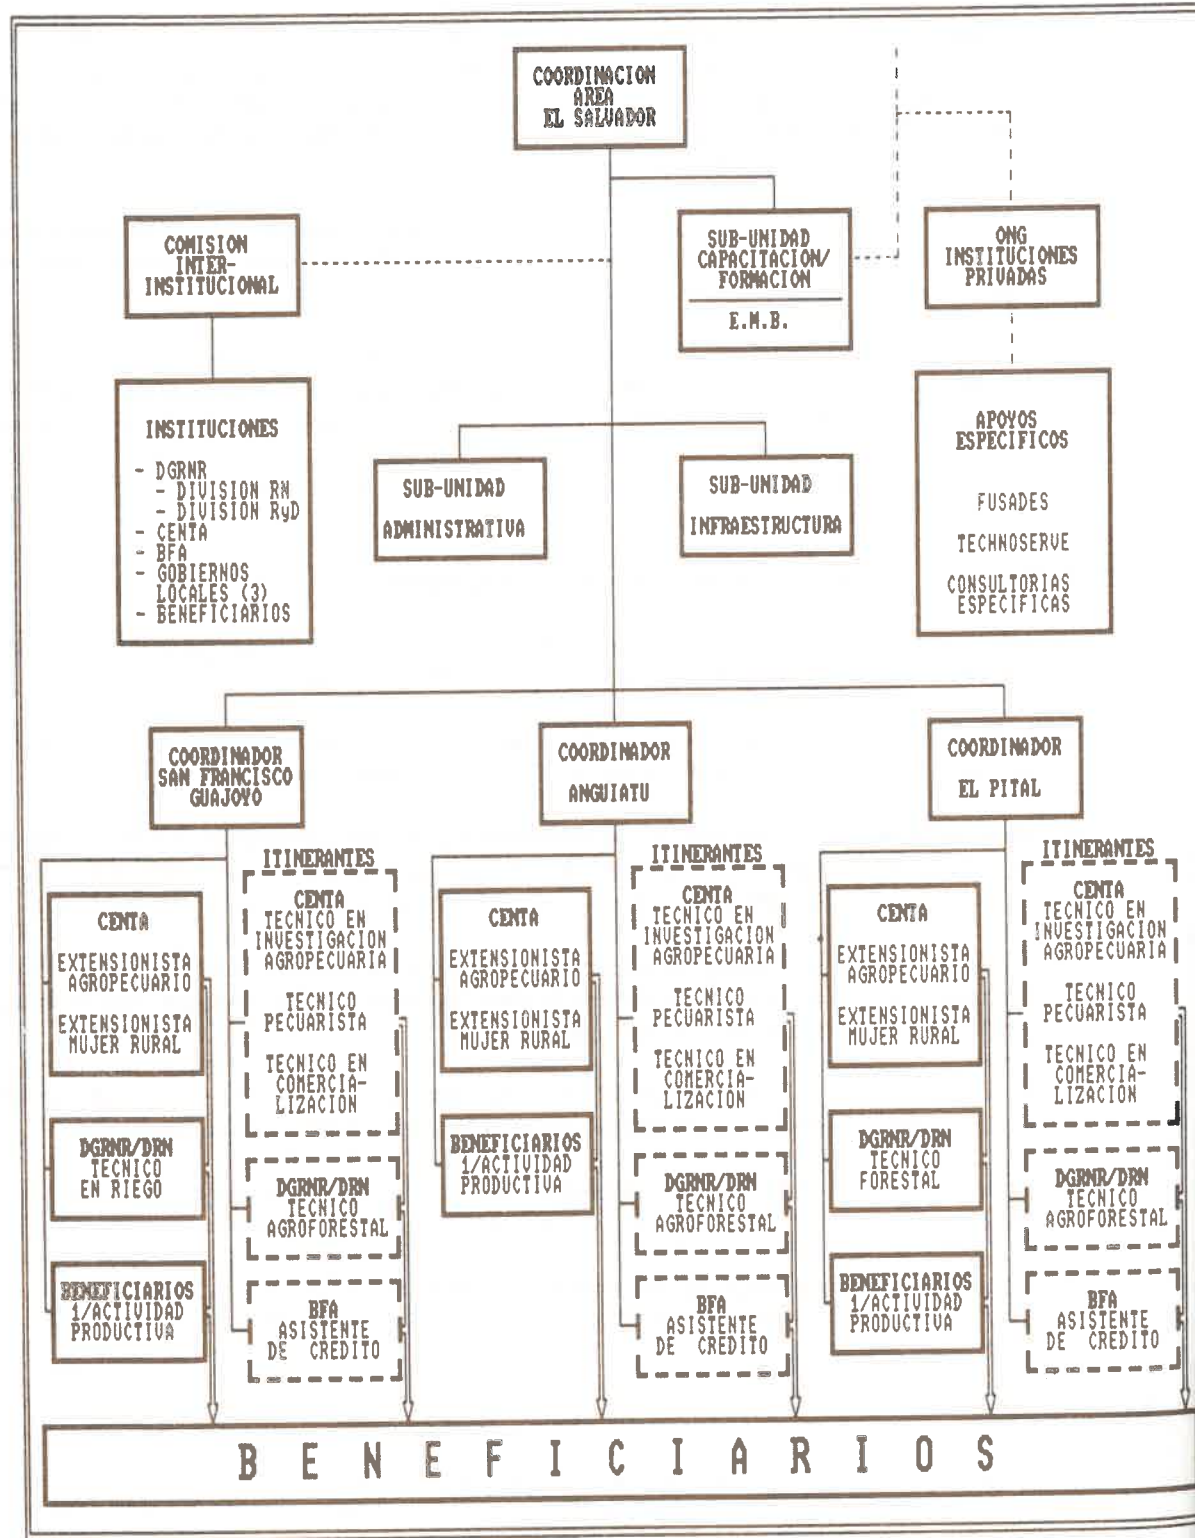 COORDINACION
AREA
EL SALVADOR
COMISION
INTER-
INSTITUCIONAL
SUB-UNIDAD
CAPACITACION/
FORMACION
E.M.B.
ONG
INSTITUCIONES
PRIVADAS
INSTITUCIONES
- DGRNR
- DIVISION RN
- DIVISION RyD
- CENTA
- BFA
- GOBIERNOS
LOCALES (3)
- BENEFICIARIOS
SUB-UNIDAD
ADMINISTRATIVA
SUB-UNIDAD
INFRAESTRUCTURA
APOYOS
ESPECIFICOS
FUSADES
TECHNOSERVE
CONSULTORIAS
ESPECIFICAS
COORDINADOR
SAN FRANCISCO
GUAJOYO
COORDINADOR
ANGUIATU
COORDINADOR
EL PITAL
CENTA
EXTENSIONISTA
AGROPECUARIO
EXTENSIONISTA
MUJER RURAL
DGRNR/DRN
TECNICO
EN RIEGO
BENEFICIARIOS
1/ACTIVIDAD
PRODUCTIVA
ITINERANTES
CENTA
TECNICO EN
INVESTIGACION
AGROPECUARIA
TECNICO
PECUARISTA
TECNICO EN
COMERCIA-
LIZACION
DGRNR/DRN
TECNICO
AGROFORESTAL
BFA
ASISTENTE
DE CREDITO
CENTA
EXTENSIONISTA
AGROPECUARIO
EXTENSIONISTA
MUJER RURAL
BENEFICIARIOS
1/ACTIVIDAD
PRODUCTIVA
ITINERANTES
CENTA
TECNICO EN
INVESTIGACION
AGROPECUARIA
TECNICO
PECUARISTA
TECNICO EN
COMERCIA-
LIZACION
DGRNR/DRN
TECNICO
AGROFORESTAL
BFA
ASISTENTE
DE CREDITO
CENTA
EXTENSIONISTA
AGROPECUARIO
EXTENSIONISTA
MUJER RURAL
DGRNR/DRN
TECNICO
FORESTAL
BENEFICIARIOS
1/ACTIVIDAD
PRODUCTIVA
ITINERANTES
CENTA
TECNICO EN
INVESTIGACION
AGROPECUARIA
TECNICO
PECUARISTA
TECNICO EN
COMERCIA-
LIZACION
DGRNR/DRN
TECNICO
AGROFORESTAL
BFA
ASISTENTE
DE CREDITO
BENEFICIARIOS